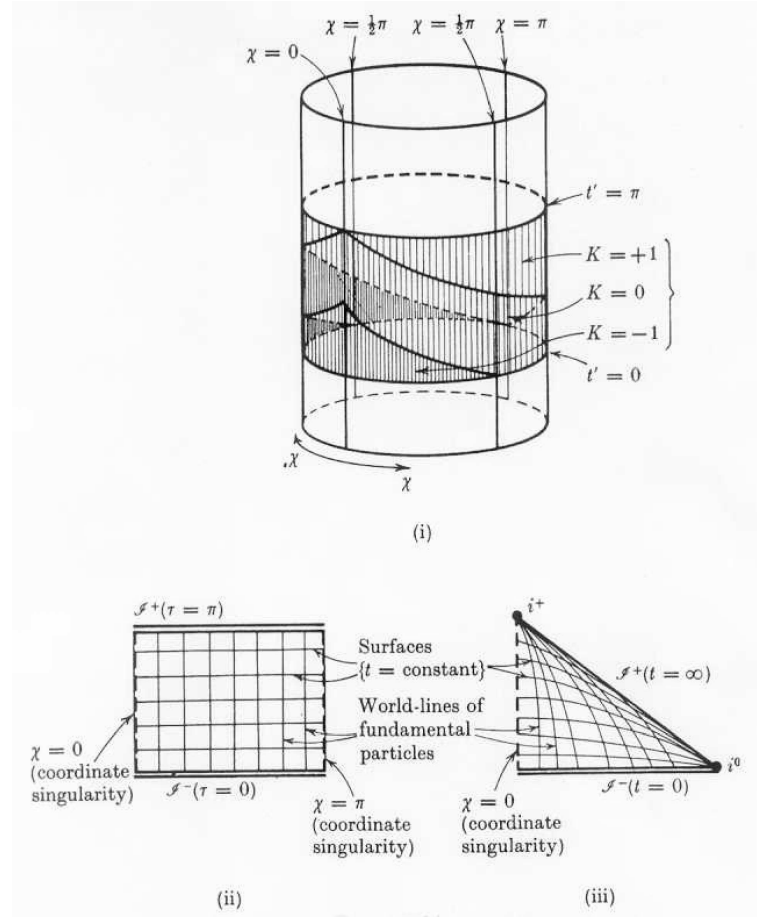 χ = ½π
χ = ½π
χ = π
χ = 0
t′ = π
K = +1
K = 0
K = −1
t′ = 0
χ
χ
(i)
𝓘⁺(τ = π)
i⁺
Surfaces
{t = constant}
𝓘⁺(t = ∞)
World-lines of
fundamental
particles
χ = 0
(coordinate
singularity)
𝓘⁻(τ = 0)
χ = π
(coordinate
singularity)
χ = 0
(coordinate
singularity)
𝓘⁻(t = 0)
i⁰
(ii)
(iii)